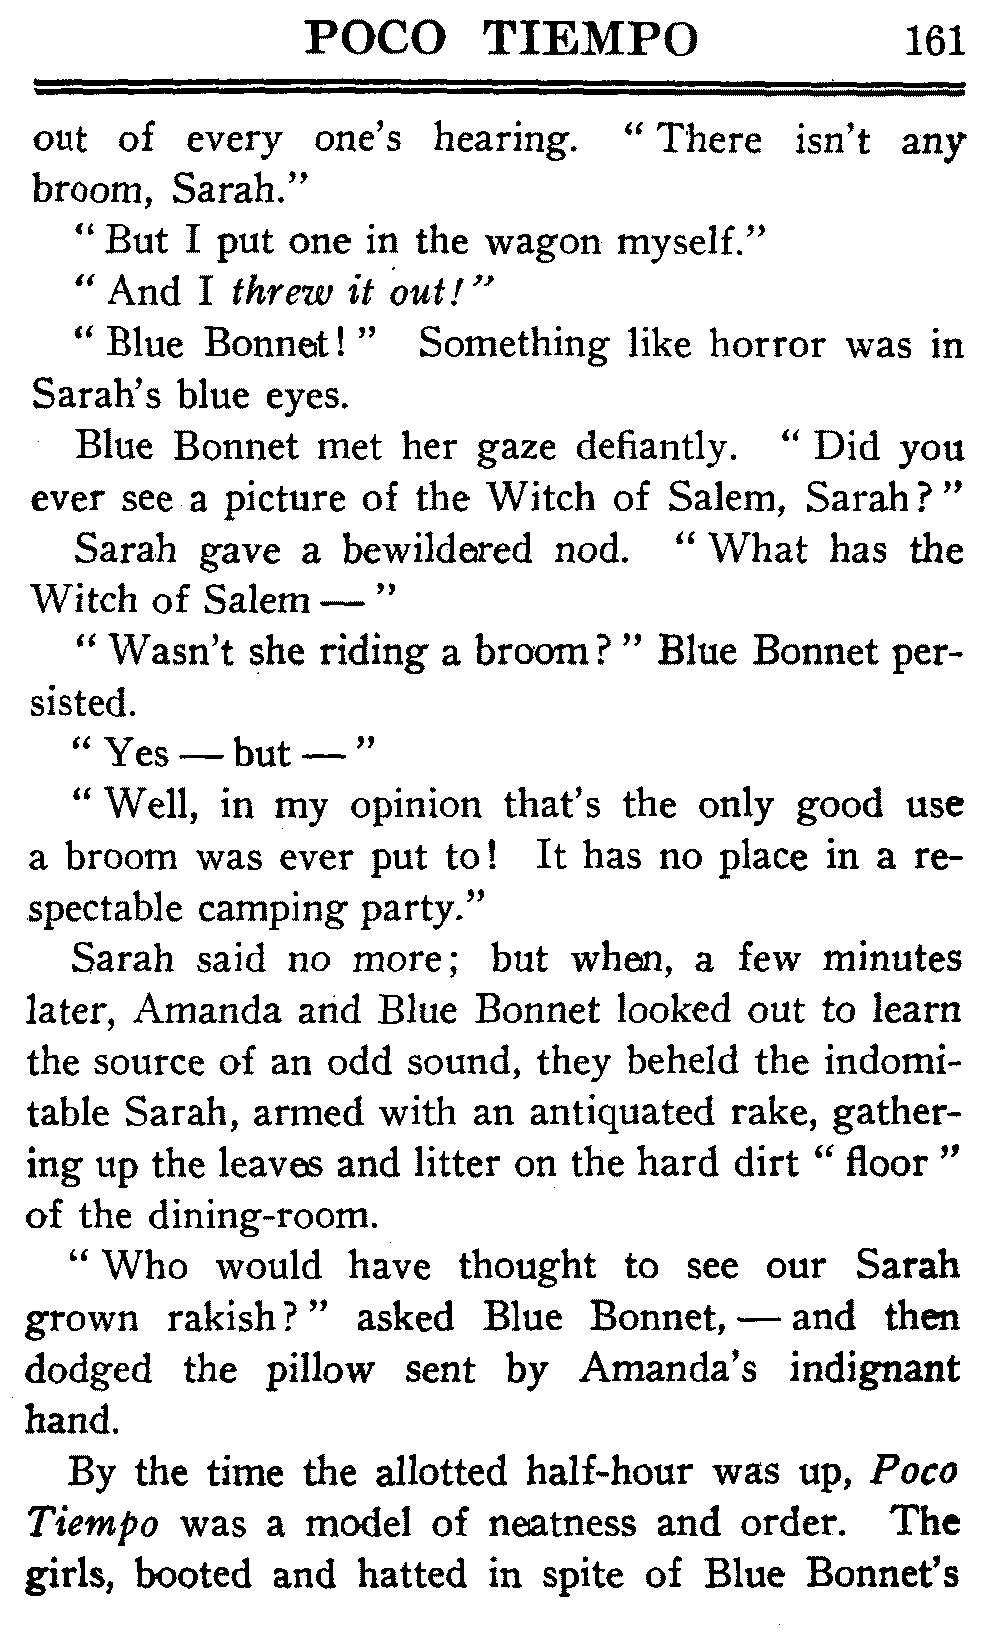 POCO TIEMPO 161
out of every one's hearing. " There isn't any
broom, Sarah."
" But I put one in the wagon myself."
" And I threw it out! "
" Blue Bonnet! " Something like horror was in
Sarah's blue eyes.
Blue Bonnet met her gaze defiantly. " Did you
ever see a picture of the Witch of Salem, Sarah? "
Sarah gave a bewildered nod. " What has the
Witch of Salem — "
" Wasn't she riding a broom? " Blue Bonnet per-
sisted.
" Yes — but — "
" Well, in my opinion that's the only good use
a broom was ever put to! It has no place in a re-
spectable camping party."
Sarah said no more; but when, a few minutes
later, Amanda and Blue Bonnet looked out to learn
the source of an odd sound, they beheld the indomi-
table Sarah, armed with an antiquated rake, gather-
ing up the leaves and litter on the hard dirt " floor "
of the dining-room.
" Who would have thought to see our Sarah
grown rakish? " asked Blue Bonnet, — and then
dodged the pillow sent by Amanda's indignant
hand.
By the time the allotted half-hour was up, Poco
Tiempo was a model of neatness and order. The
girls, booted and hatted in spite of Blue Bonnet's